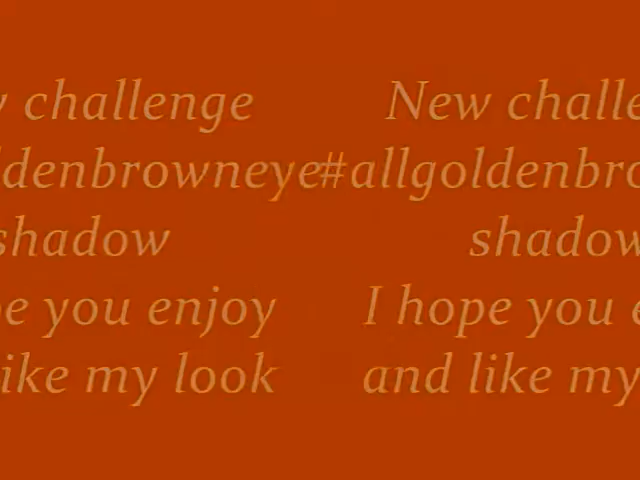 challenge New challe
denbrowneye #allgoldenbro
shadow shadow
e you enjoy I hope you e
ike my look and like my